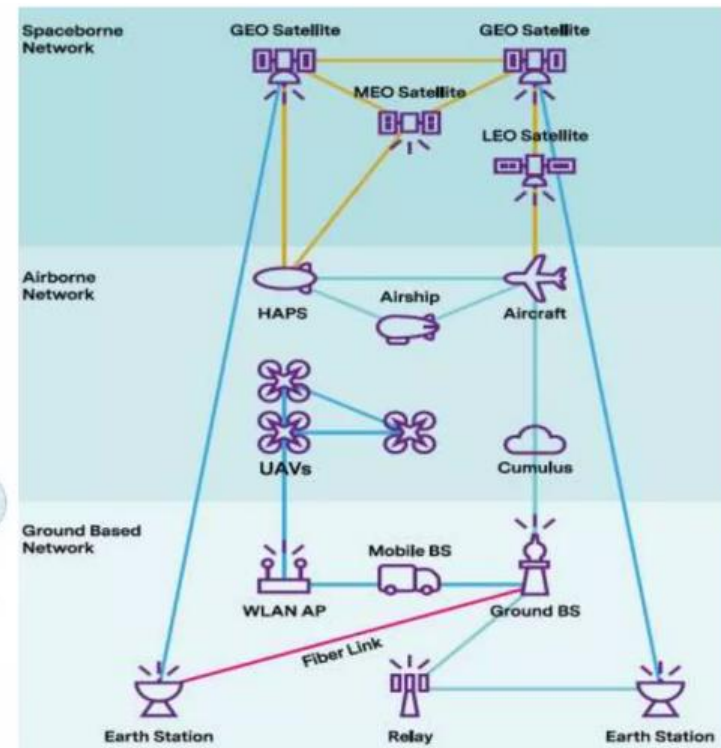 Spaceborne
Network
GEO Satellite
GEO Satellite
MEO Satellite
LEO Satellite
Airborne
Network
HAPS
Airship
Aircraft
UAVs
Cumulus
Ground Based
Network
Mobile BS
WLAN AP
Ground BS
Fiber Link
Earth Station
Relay
Earth Station